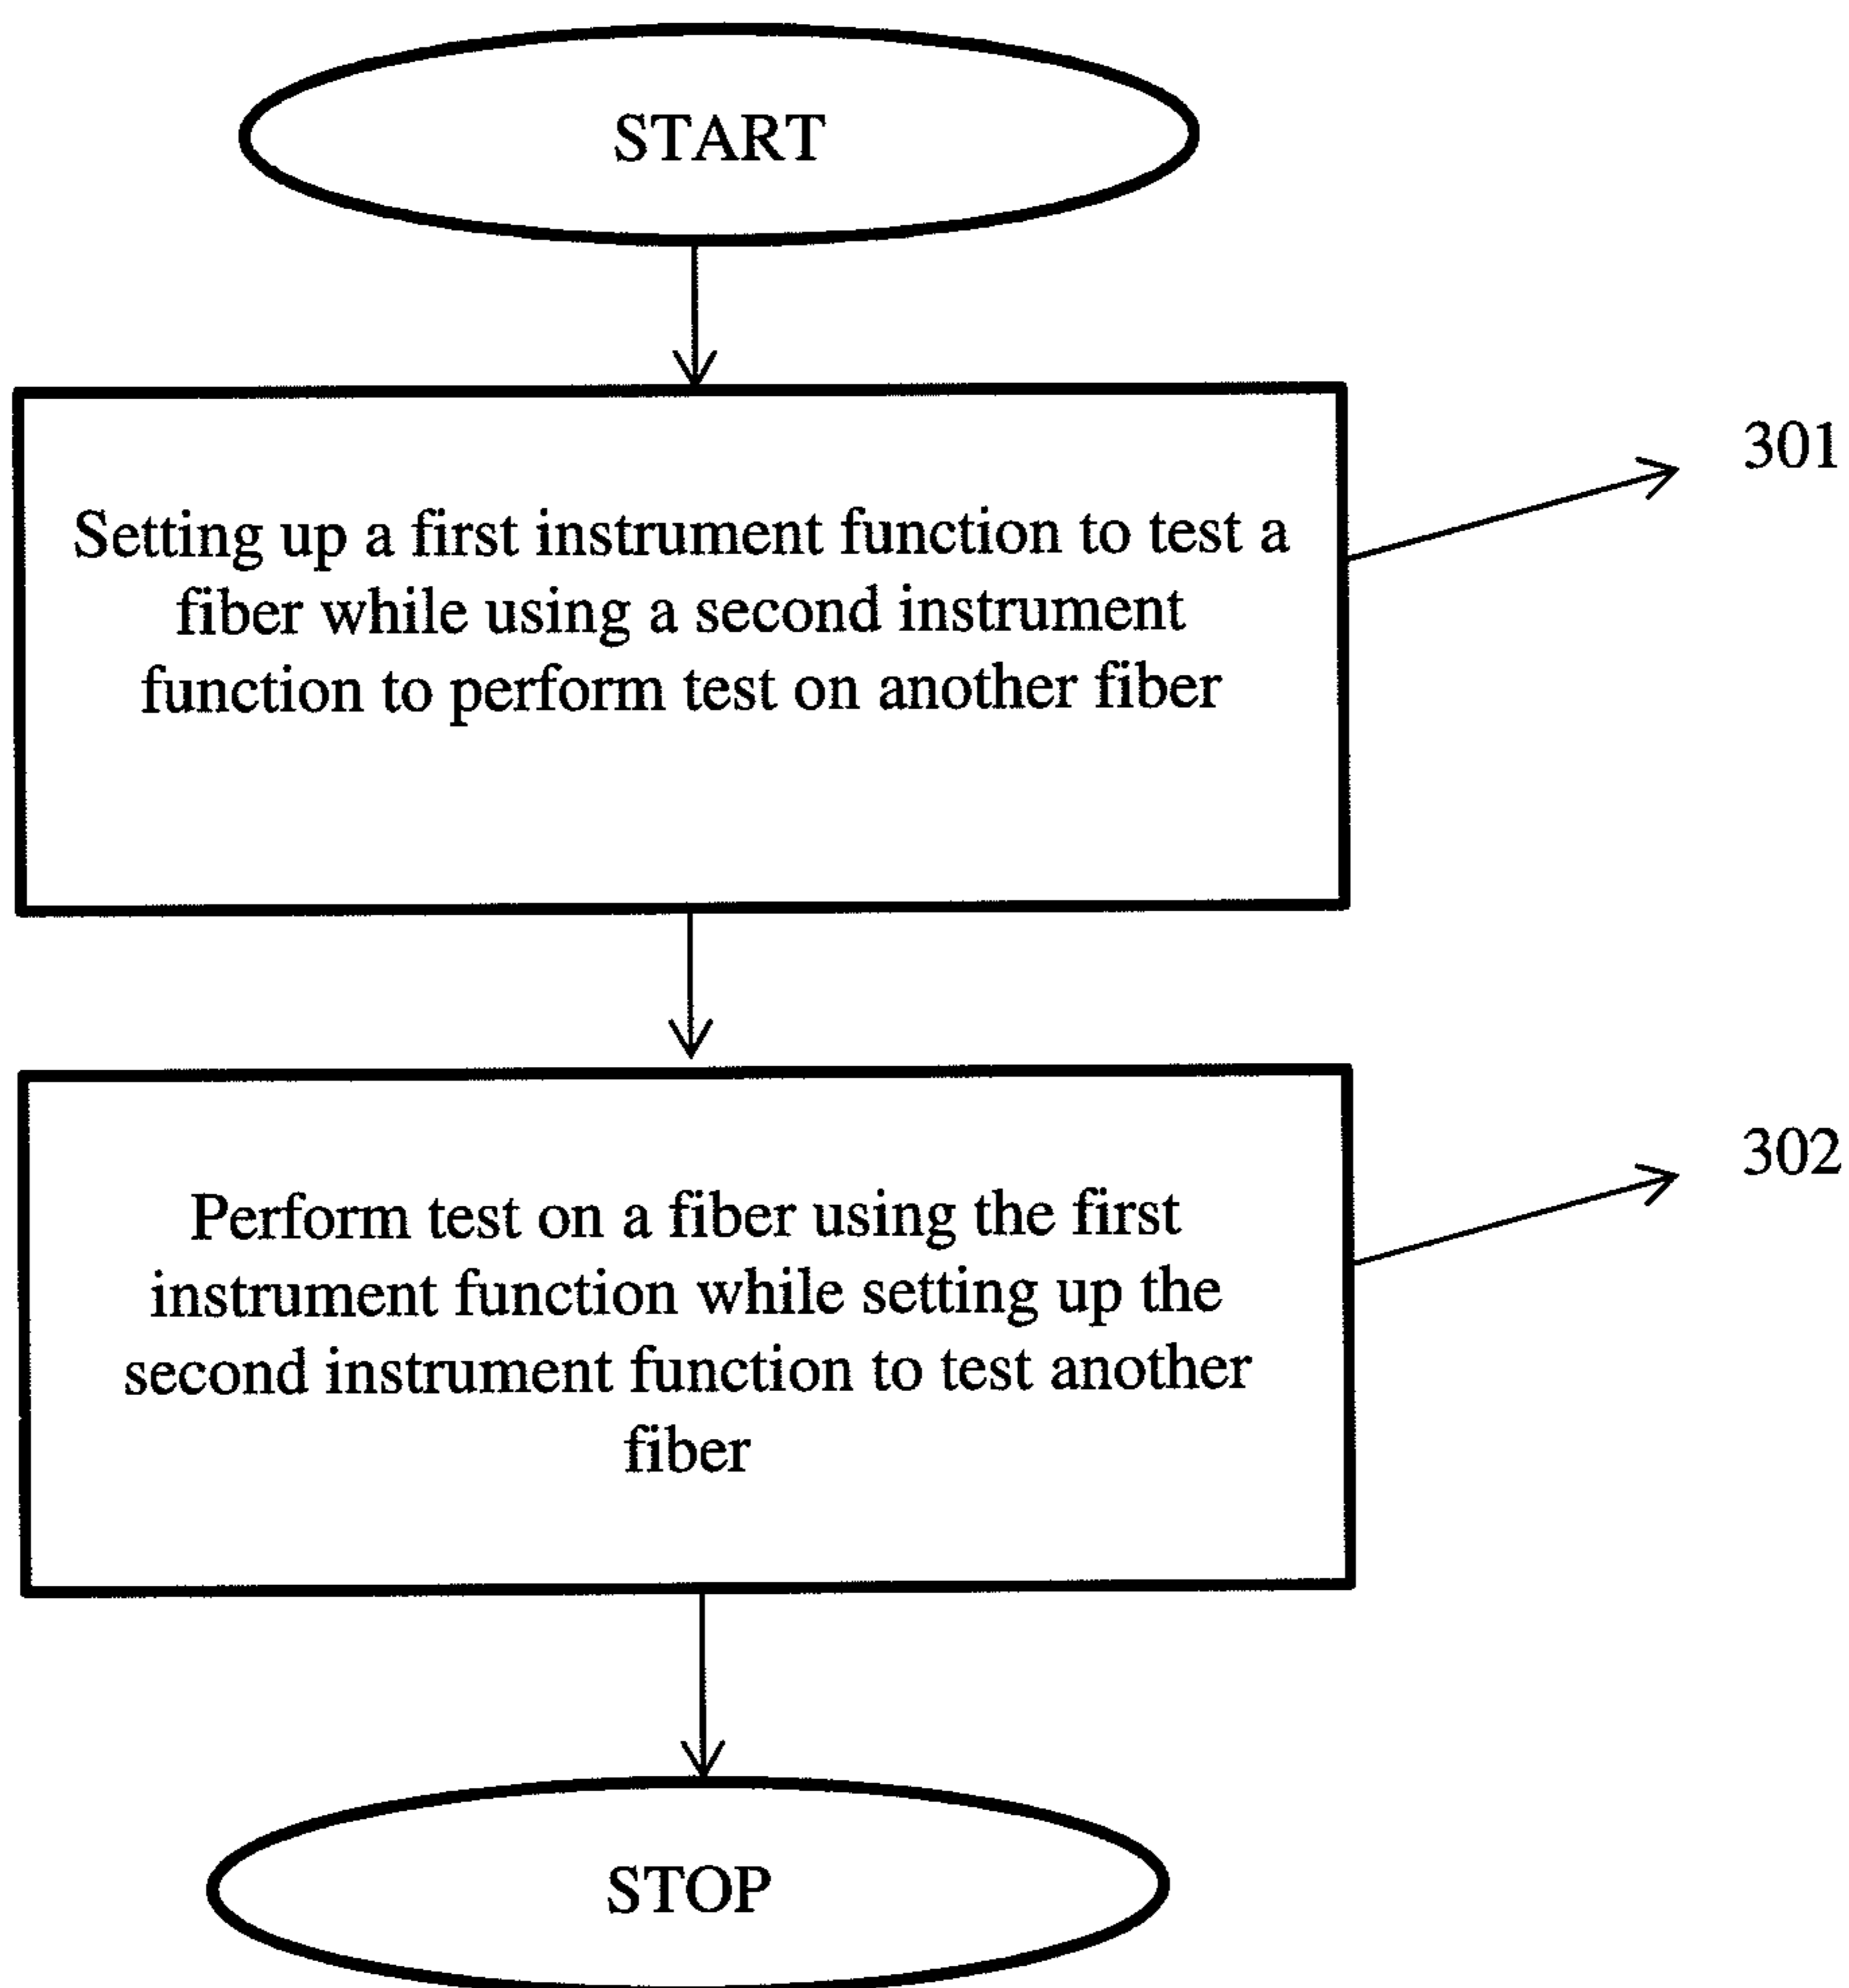 START
301
Setting up a first instrument function to test a
fiber while using a second instrument
function to perform test on another fiber
302
Perform test on a fiber using the first
instrument function while setting up the
second instrument function to test another
fiber
STOP